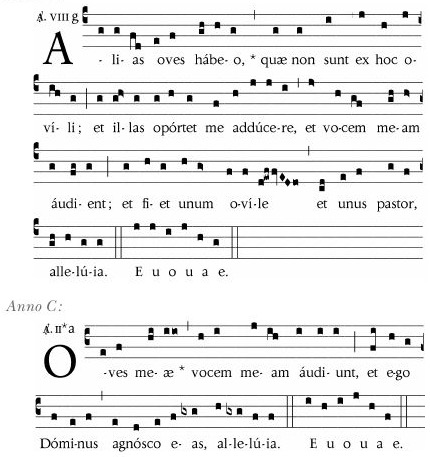 Ⱥ. VIII g
A - li- as oves hábe- o, * quæ non sunt ex hoc o-
ví- li; et il- las opórtet me addúce- re, et vo-cem me- am
áudi- ent; et fi- et unum o-ví-le et unus pastor,
alle-lú-ia. E u o u a e.
Anno C:
Ⱥ. II*a
O -ves me- æ * vocem me- am áudi- unt, et e-go
Dómi-nus agnósco e- as, al-le-lú-ia. E u o u a e.